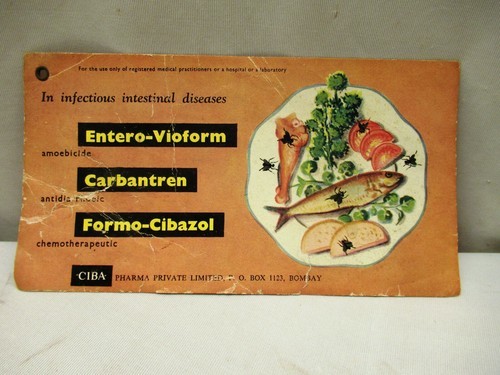 For the use only of registered medical practitioners or a hospital or a laboratory
In infectious intestinal diseases
Entero-Vioform
amoebicide
Carbantren
Formo-Cibazol
chemotherapeutic
CIBA PHARMA PRIVATE LIMITED, P. O. BOX 1123, BOMBAY